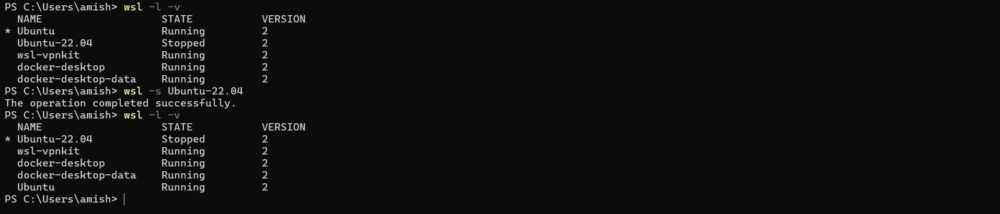 PS C:\Users\amish> wsl -l -v
  NAME                   STATE           VERSION
* Ubuntu                 Running         2
  Ubuntu-22.04           Stopped         2
  wsl-vpnkit             Running         2
  docker-desktop         Running         2
  docker-desktop-data    Running         2
PS C:\Users\amish> wsl -s Ubuntu-22.04
The operation completed successfully.
PS C:\Users\amish> wsl -l -v
  NAME                   STATE           VERSION
* Ubuntu-22.04           Stopped         2
  wsl-vpnkit             Running         2
  docker-desktop         Running         2
  docker-desktop-data    Running         2
  Ubuntu                 Running         2
PS C:\Users\amish>